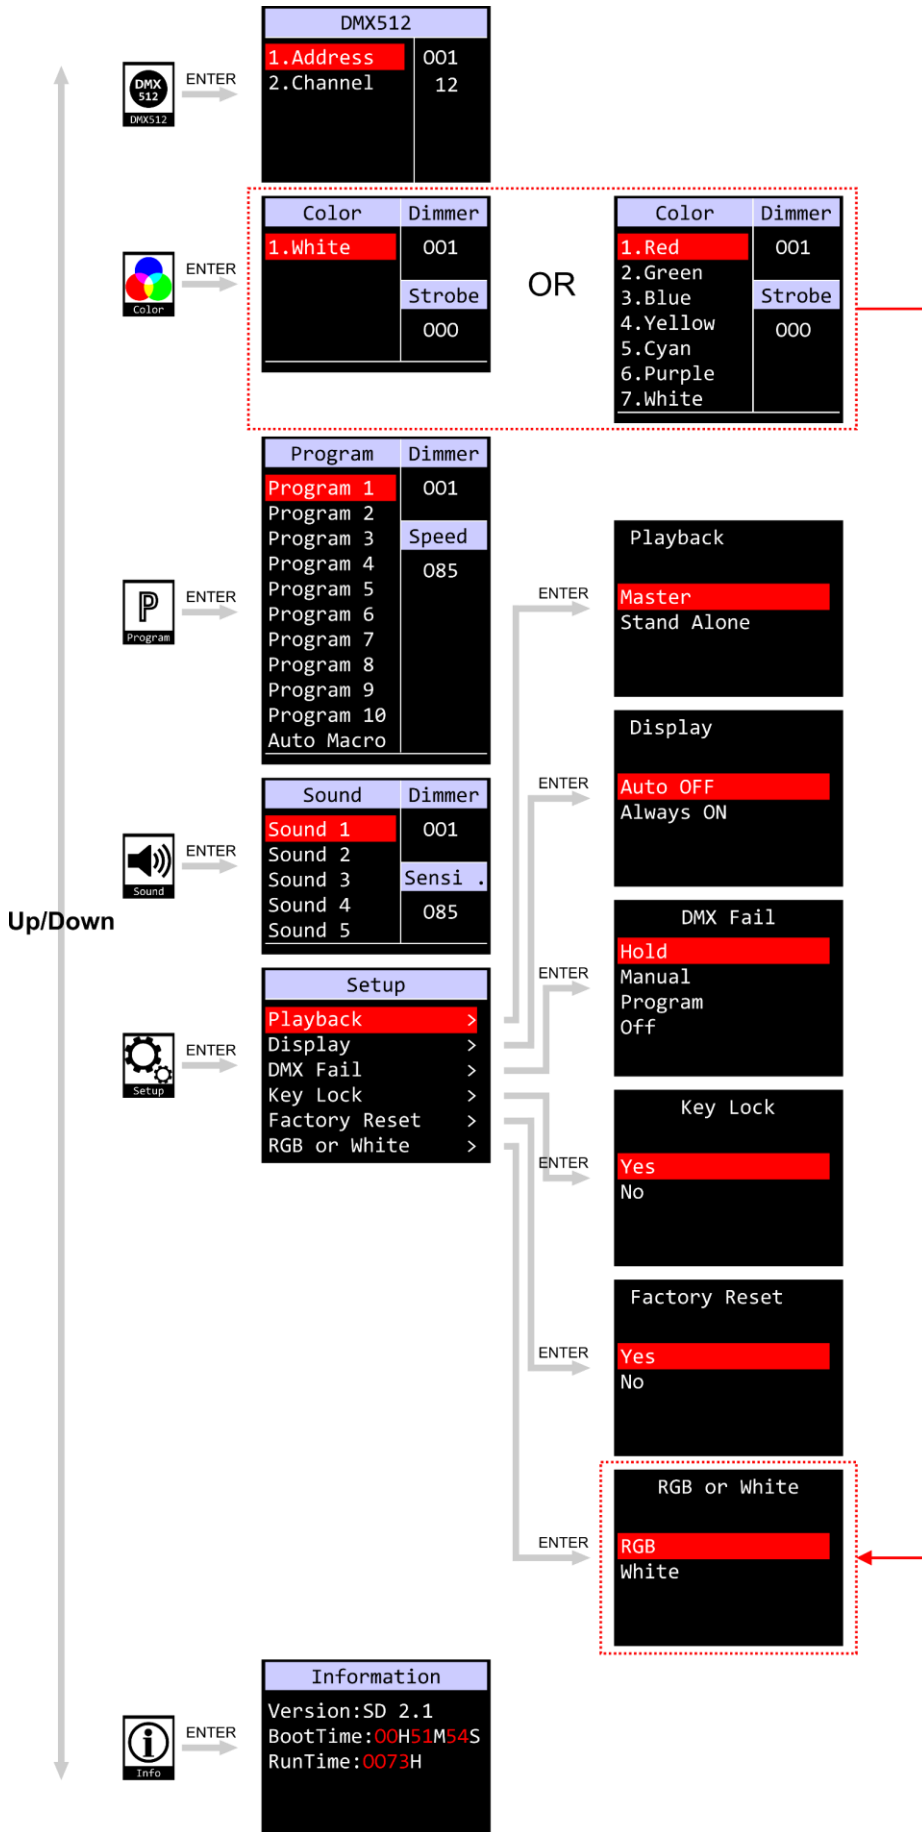 DMX512
1.Address 001
2.Channel 12
DMX
512
DMX512
ENTER
Color Dimmer
1.White 001
Strobe
000
Color
ENTER
OR
Color Dimmer
1.Red 001
2.Green
3.Blue Strobe
4.Yellow 000
5.Cyan
6.Purple
7.White
Program Dimmer
Program 1 001
Program 2
Program 3 Speed
Program 4 085
Program 5
Program 6
Program 7
Program 8
Program 9
Program 10
Auto Macro
P
Program
ENTER
Sound Dimmer
Sound 1 001
Sound 2
Sound 3 Sensi .
Sound 4 085
Sound 5
Sound
ENTER
Up/Down
Setup
Playback >
Display >
DMX Fail >
Key Lock >
Factory Reset >
RGB or White >
Setup
ENTER
ENTER
Playback
Master
Stand Alone
ENTER
Display
Auto OFF
Always ON
ENTER
DMX Fail
Hold
Manual
Program
Off
ENTER
Key Lock
Yes
No
ENTER
Factory Reset
Yes
No
ENTER
RGB or White
RGB
White
Information
Version:SD 2.1
BootTime:00H51M54S
RunTime:0073H
i
Info
ENTER